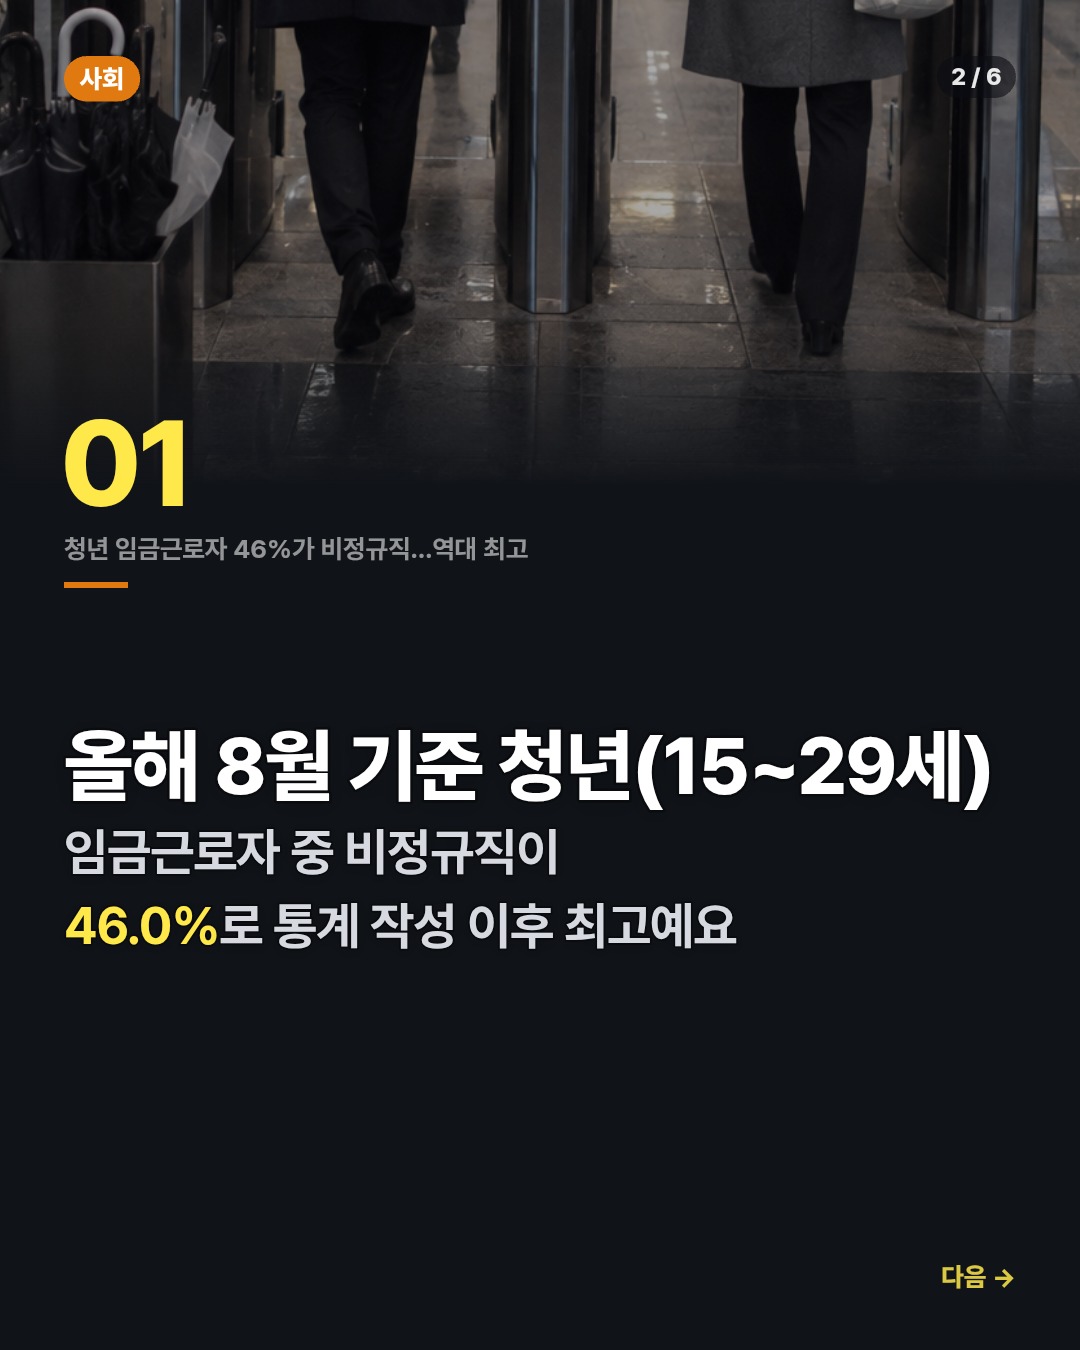 사회
2 / 6
01
청년 임금근로자 46%가 비정규직...역대 최고
올해 8월 기준 청년(15~29세)
임금근로자 중 비정규직이
46.0%로 통계 작성 이후 최고예요
다음 →